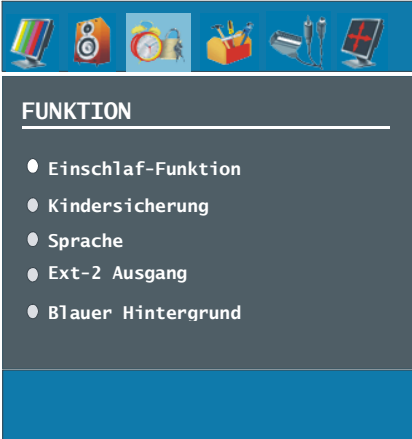 FUNKTION
Einschlaf-Funktion
Kindersicherung
Sprache
Ext-2 Ausgang
Blauer Hintergrund